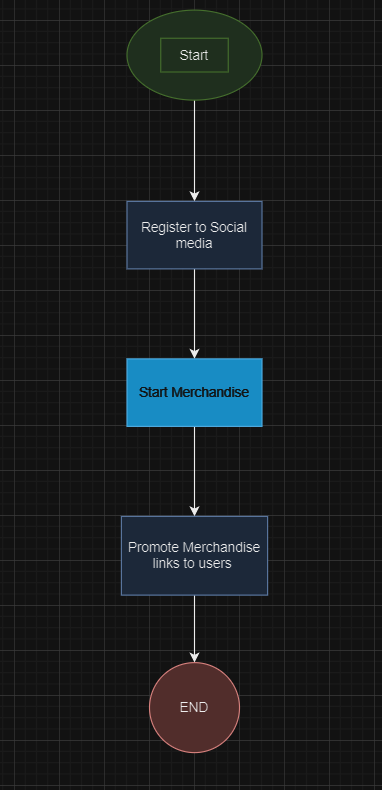 Start
Register to Social
media
Start Merchandise
Promote Merchandise
links to users
END